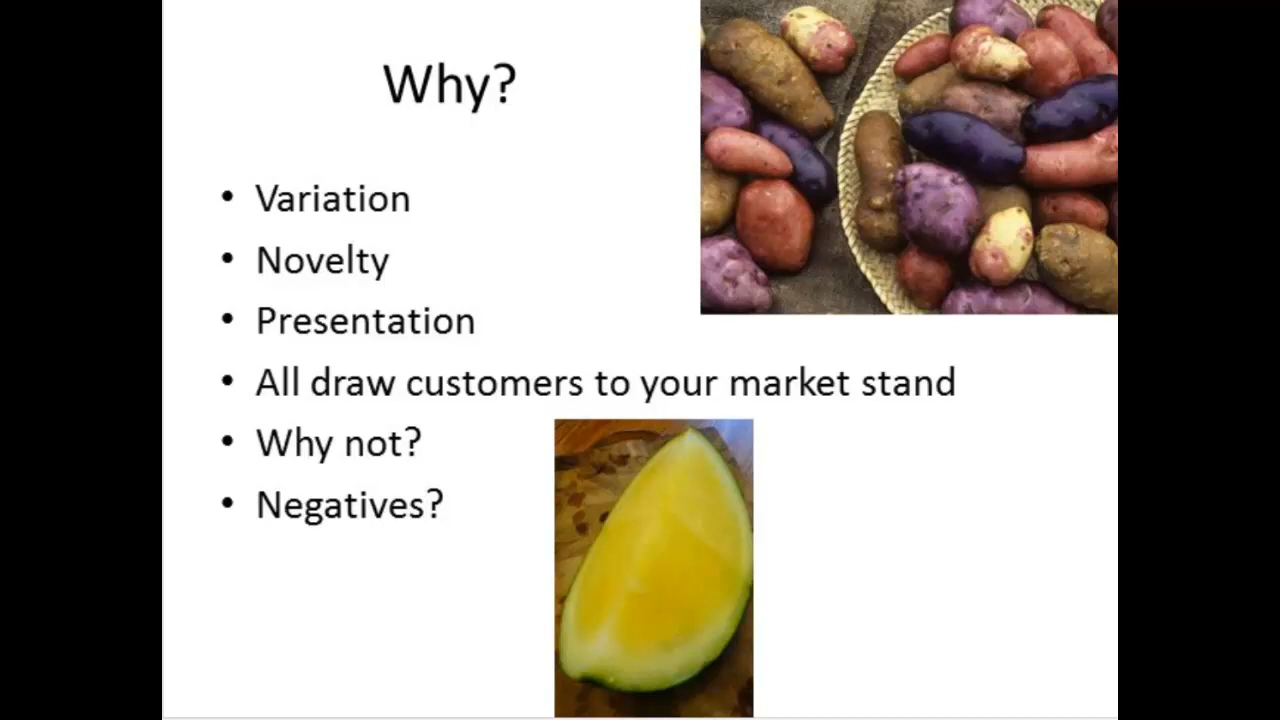 Why?
• Variation
• Novelty
• Presentation
• All draw customers to your market stand
• Why not?
• Negatives?